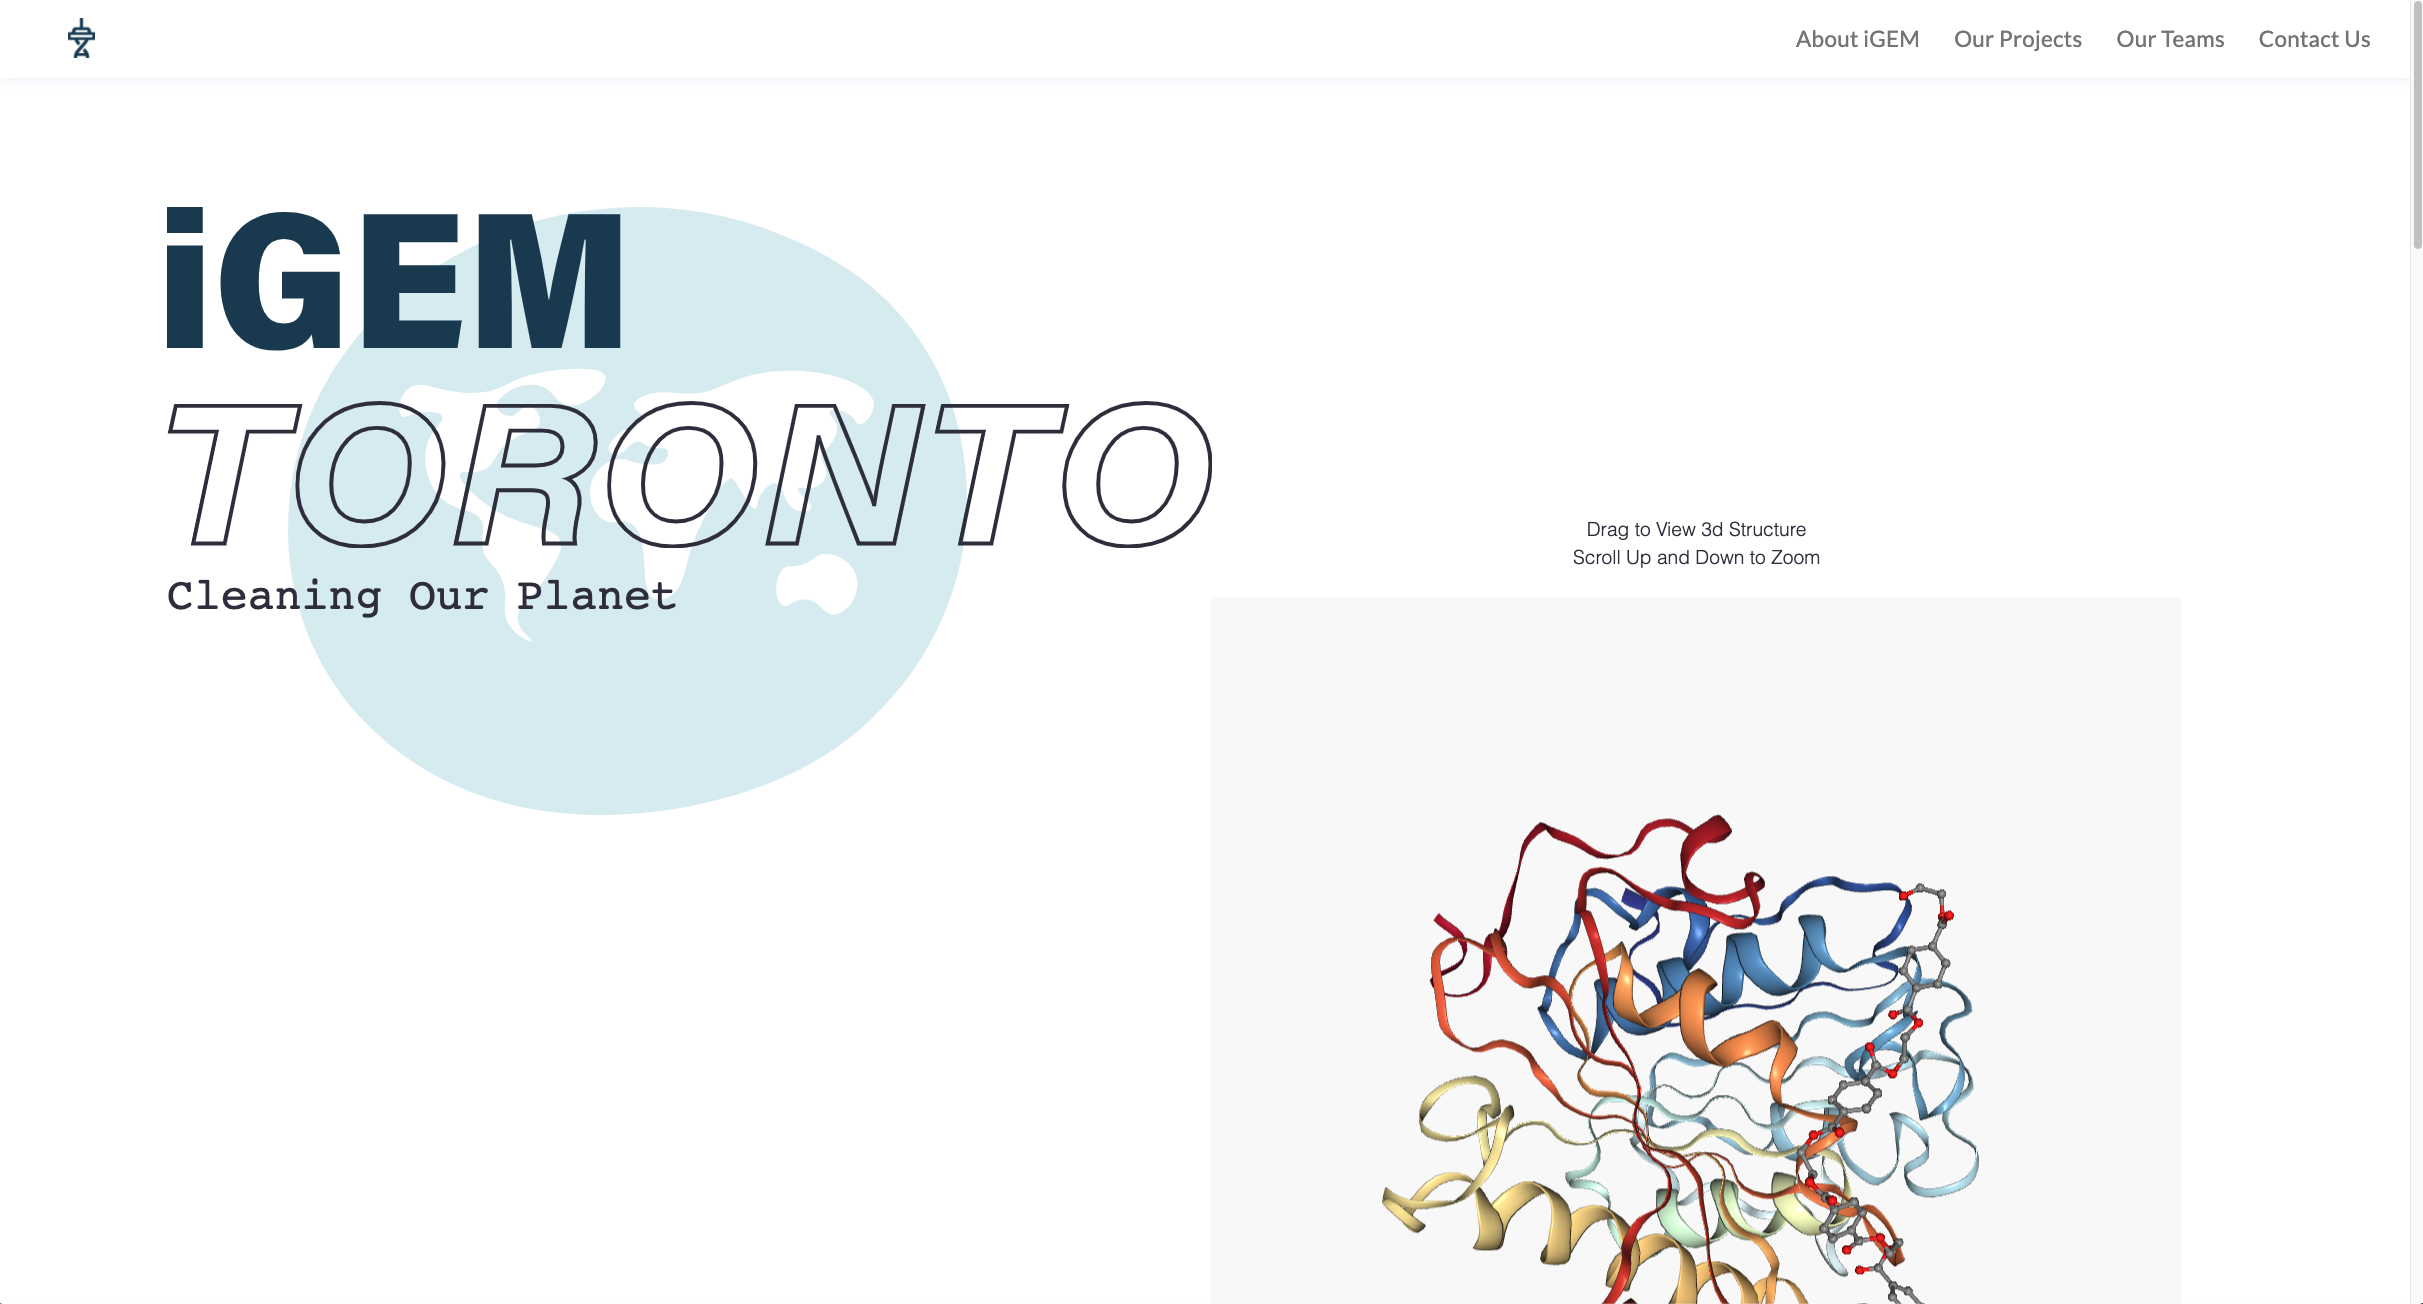 About iGEM Our Projects Our Teams Contact Us
iGEM
TORONTO
Cleaning Our Planet
Drag to View 3d Structure
Scroll Up and Down to Zoom